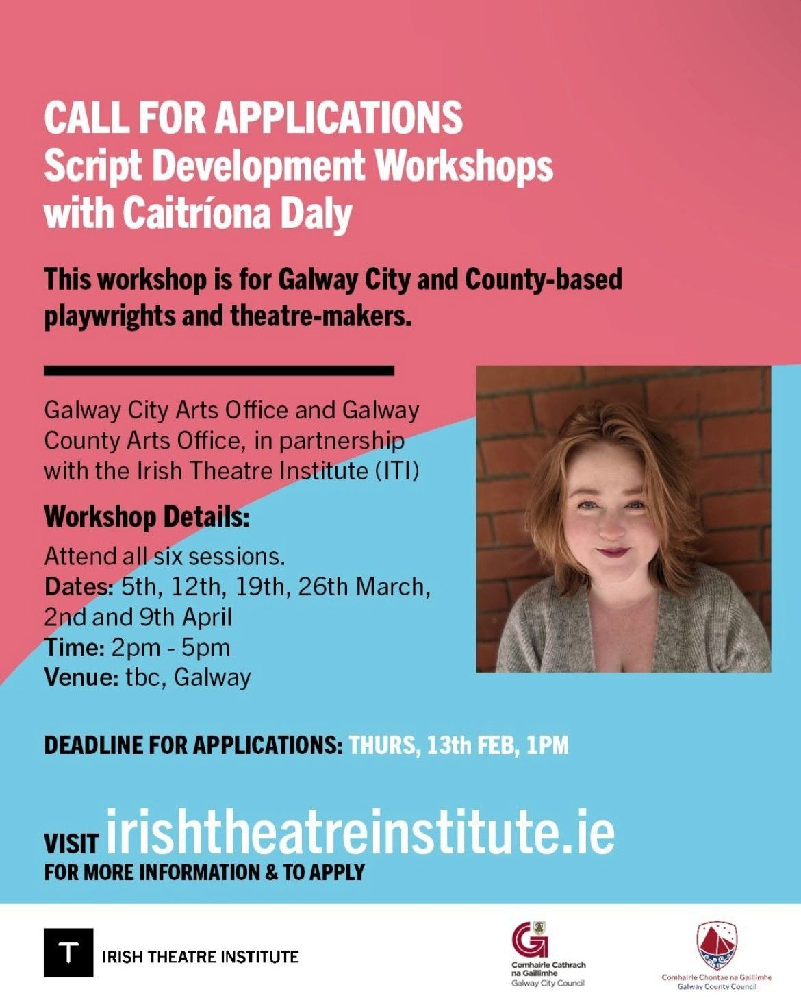 CALL FOR APPLICATIONS
Script Development Workshops
with Caitríona Daly
This workshop is for Galway City and County-based
playwrights and theatre-makers.
Galway City Arts Office and Galway
County Arts Office, in partnership
with the Irish Theatre Institute (ITI)
Workshop Details:
Attend all six sessions.
Dates: 5th, 12th, 19th, 26th March,
2nd and 9th April
Time: 2pm - 5pm
Venue: tbc, Galway
DEADLINE FOR APPLICATIONS: THURS, 13th FEB, 1PM
VISIT irishtheatreinstitute.ie
FOR MORE INFORMATION & TO APPLY
T IRISH THEATRE INSTITUTE
Comhairle Cathrach
na Gaillimhe
Galway City Council
Comhairle Chontae na Gaillimhe
Galway County Council